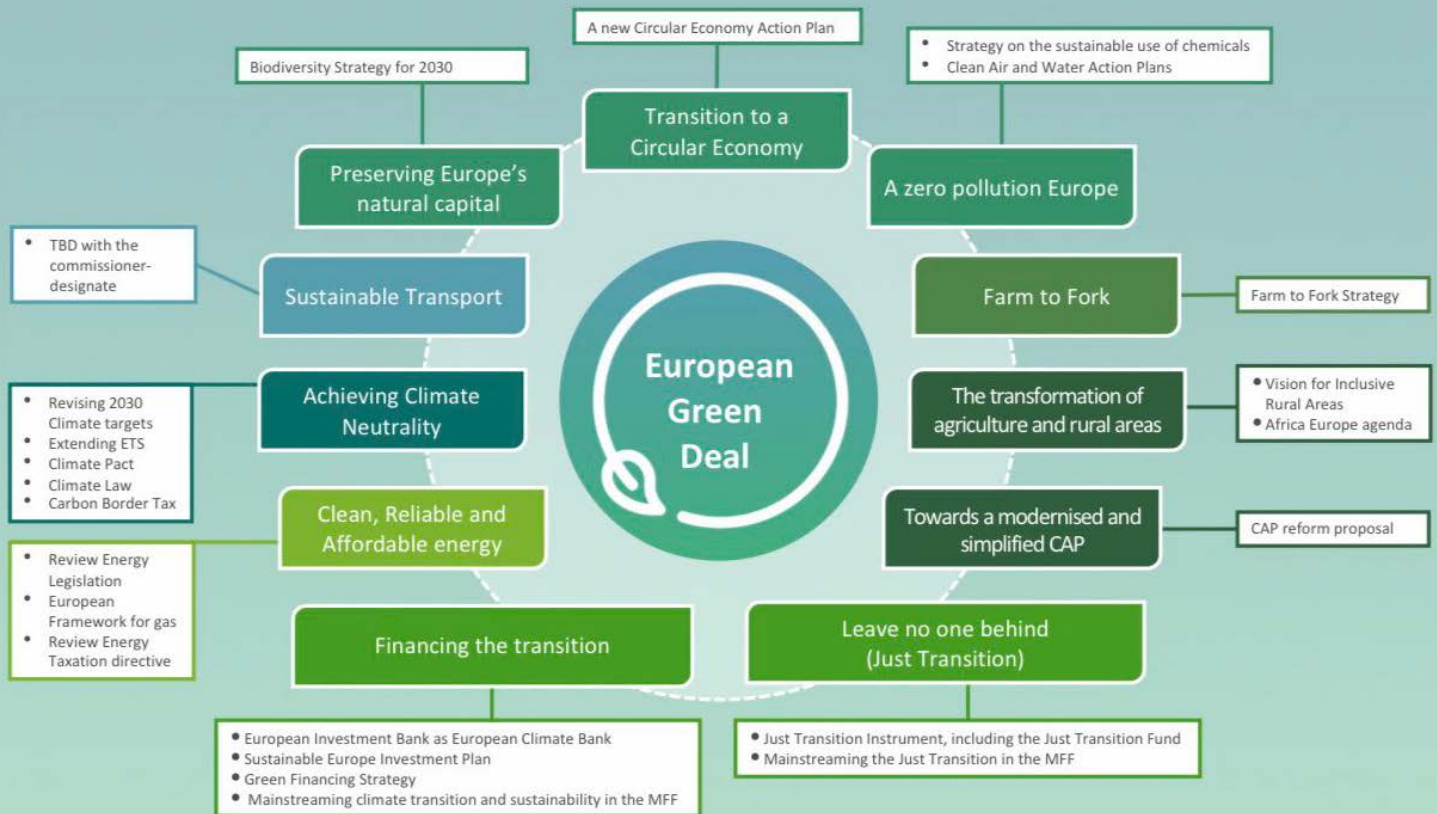 A new Circular Economy Action Plan
• Strategy on the sustainable use of chemicals
• Clean Air and Water Action Plans
Biodiversity Strategy for 2030
Transition to a
Circular Economy
Preserving Europe's
natural capital
A zero pollution Europe
• TBD with the
commissioner-
designate
Sustainable Transport
Farm to Fork
Farm to Fork Strategy
European
Green
Deal
• Revising 2030
Climate targets
• Extending ETS
• Climate Pact
• Climate Law
• Carbon Border Tax
Achieving Climate
Neutrality
The transformation of
agriculture and rural areas
• Vision for Inclusive
Rural Areas
• Africa Europe agenda
• Review Energy
Legislation
• European
Framework for gas
• Review Energy
Taxation directive
Clean, Reliable and
Affordable energy
Towards a modernised and
simplified CAP
CAP reform proposal
Financing the transition
Leave no one behind
(Just Transition)
• European Investment Bank as European Climate Bank
• Sustainable Europe Investment Plan
• Green Financing Strategy
• Mainstreaming climate transition and sustainability in the MFF
• Just Transition Instrument, including the Just Transition Fund
• Mainstreaming the Just Transition in the MFF